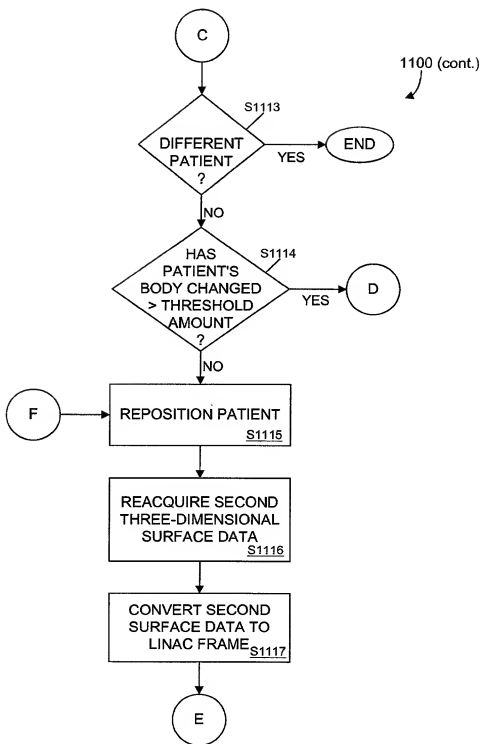 C
1100 (cont.)
S1113
DIFFERENT
PATIENT
?
YES
END
NO
S1114
HAS
PATIENT'S
BODY CHANGED
> THRESHOLD
AMOUNT
?
YES
D
NO
F
REPOSITION PATIENT
S1115
REACQUIRE SECOND
THREE-DIMENSIONAL
SURFACE DATA
S1116
CONVERT SECOND
SURFACE DATA TO
LINAC FRAME
S1117
E